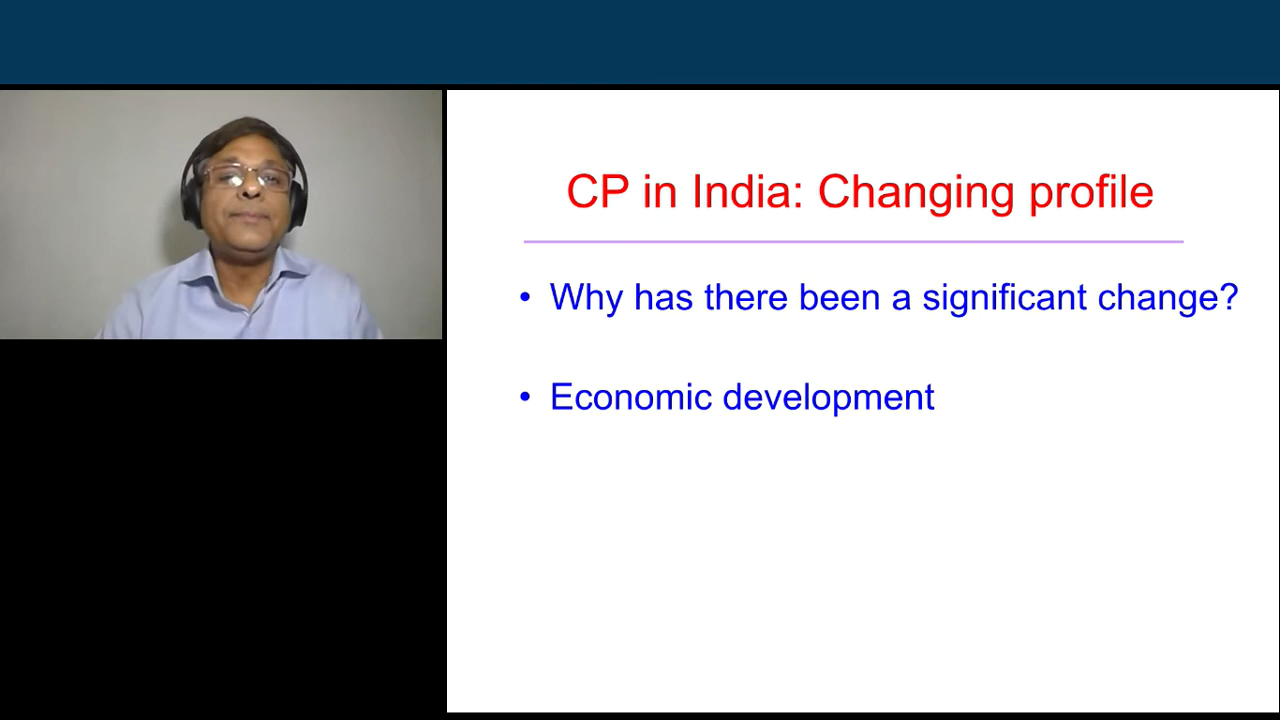 CP in India: Changing profile
• Why has there been a significant change?
• Economic development